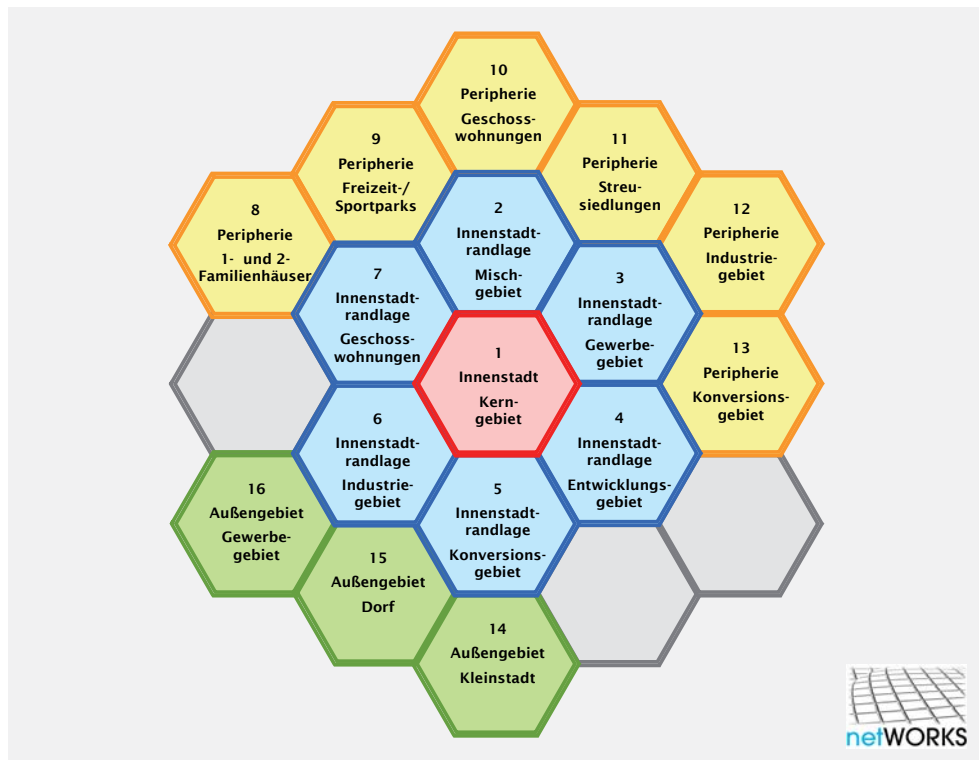 10
Peripherie
Geschoss-
wohnungen
9
Peripherie
Freizeit-/
Sportparks
11
Peripherie
Streu-
siedlungen
8
Peripherie
1- und 2-
Familienhäuser
2
Innenstadt-
randlage
Misch-
gebiet
12
Peripherie
Industrie-
gebiet
7
Innenstadt-
randlage
Geschoss-
wohnungen
3
Innenstadt-
randlage
Gewerbe-
gebiet
1
Innenstadt
Kern-
gebiet
13
Peripherie
Konversions-
gebiet
6
Innenstadt-
randlage
Industrie-
gebiet
4
Innenstadt-
randlage
Entwicklungs-
gebiet
16
Außengebiet
Gewerbe-
gebiet
5
Innenstadt-
randlage
Konversions-
gebiet
15
Außengebiet
Dorf
14
Außengebiet
Kleinstadt
netWORKS